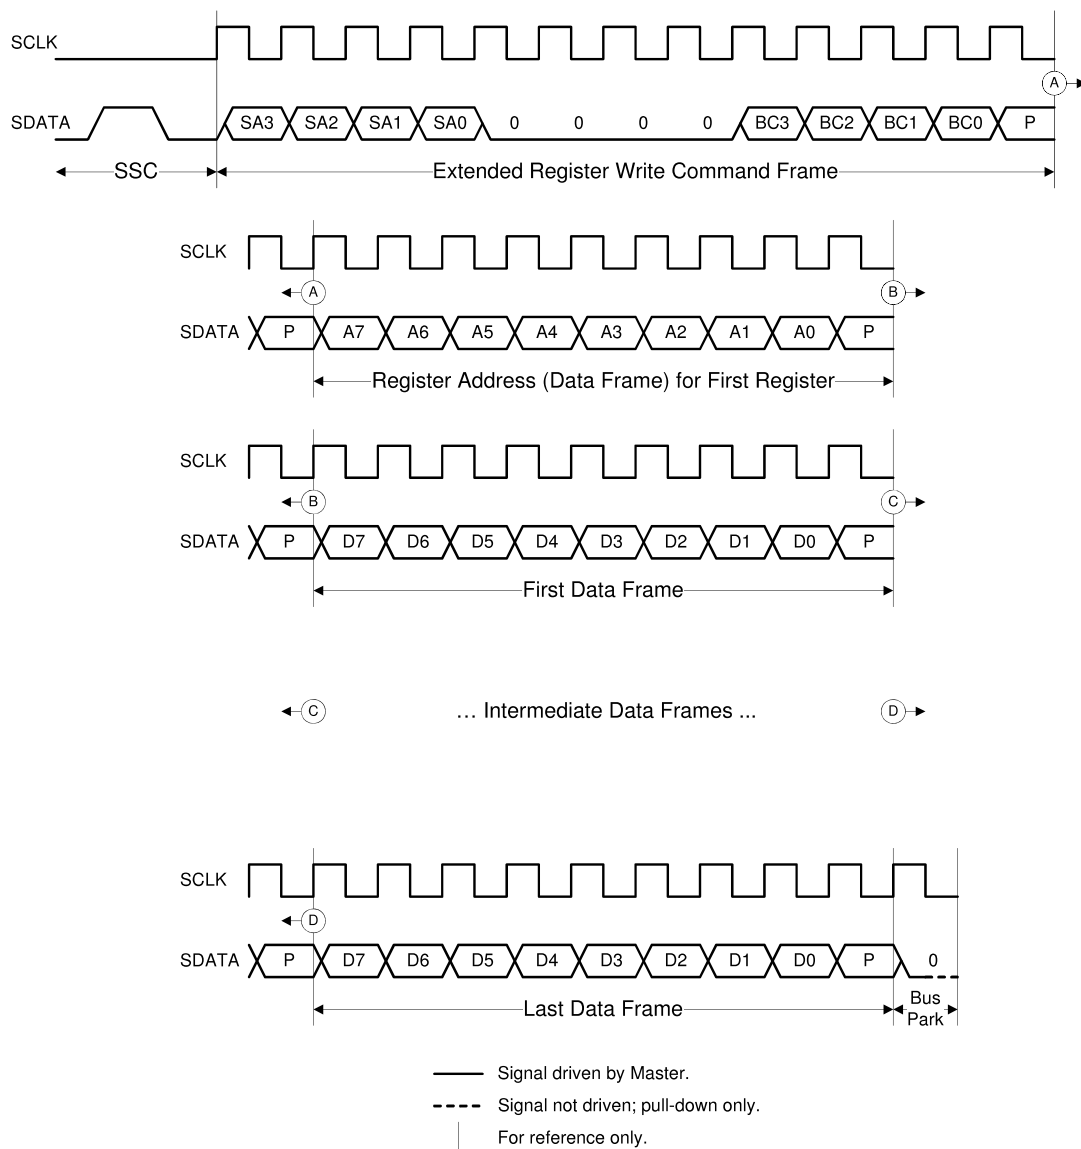 SCLK
A
SDATA SA3 SA2 SA1 SA0 0 0 0 0 BC3 BC2 BC1 BC0 P
SSC Extended Register Write Command Frame
SCLK
A B
SDATA P A7 A6 A5 A4 A3 A2 A1 A0 P
Register Address (Data Frame) for First Register
SCLK
B C
SDATA P D7 D6 D5 D4 D3 D2 D1 D0 P
First Data Frame
C … Intermediate Data Frames ... D
SCLK
D
SDATA P D7 D6 D5 D4 D3 D2 D1 D0 P 0
Last Data Frame Bus
Park
Signal driven by Master.
Signal not driven; pull-down only.
For reference only.